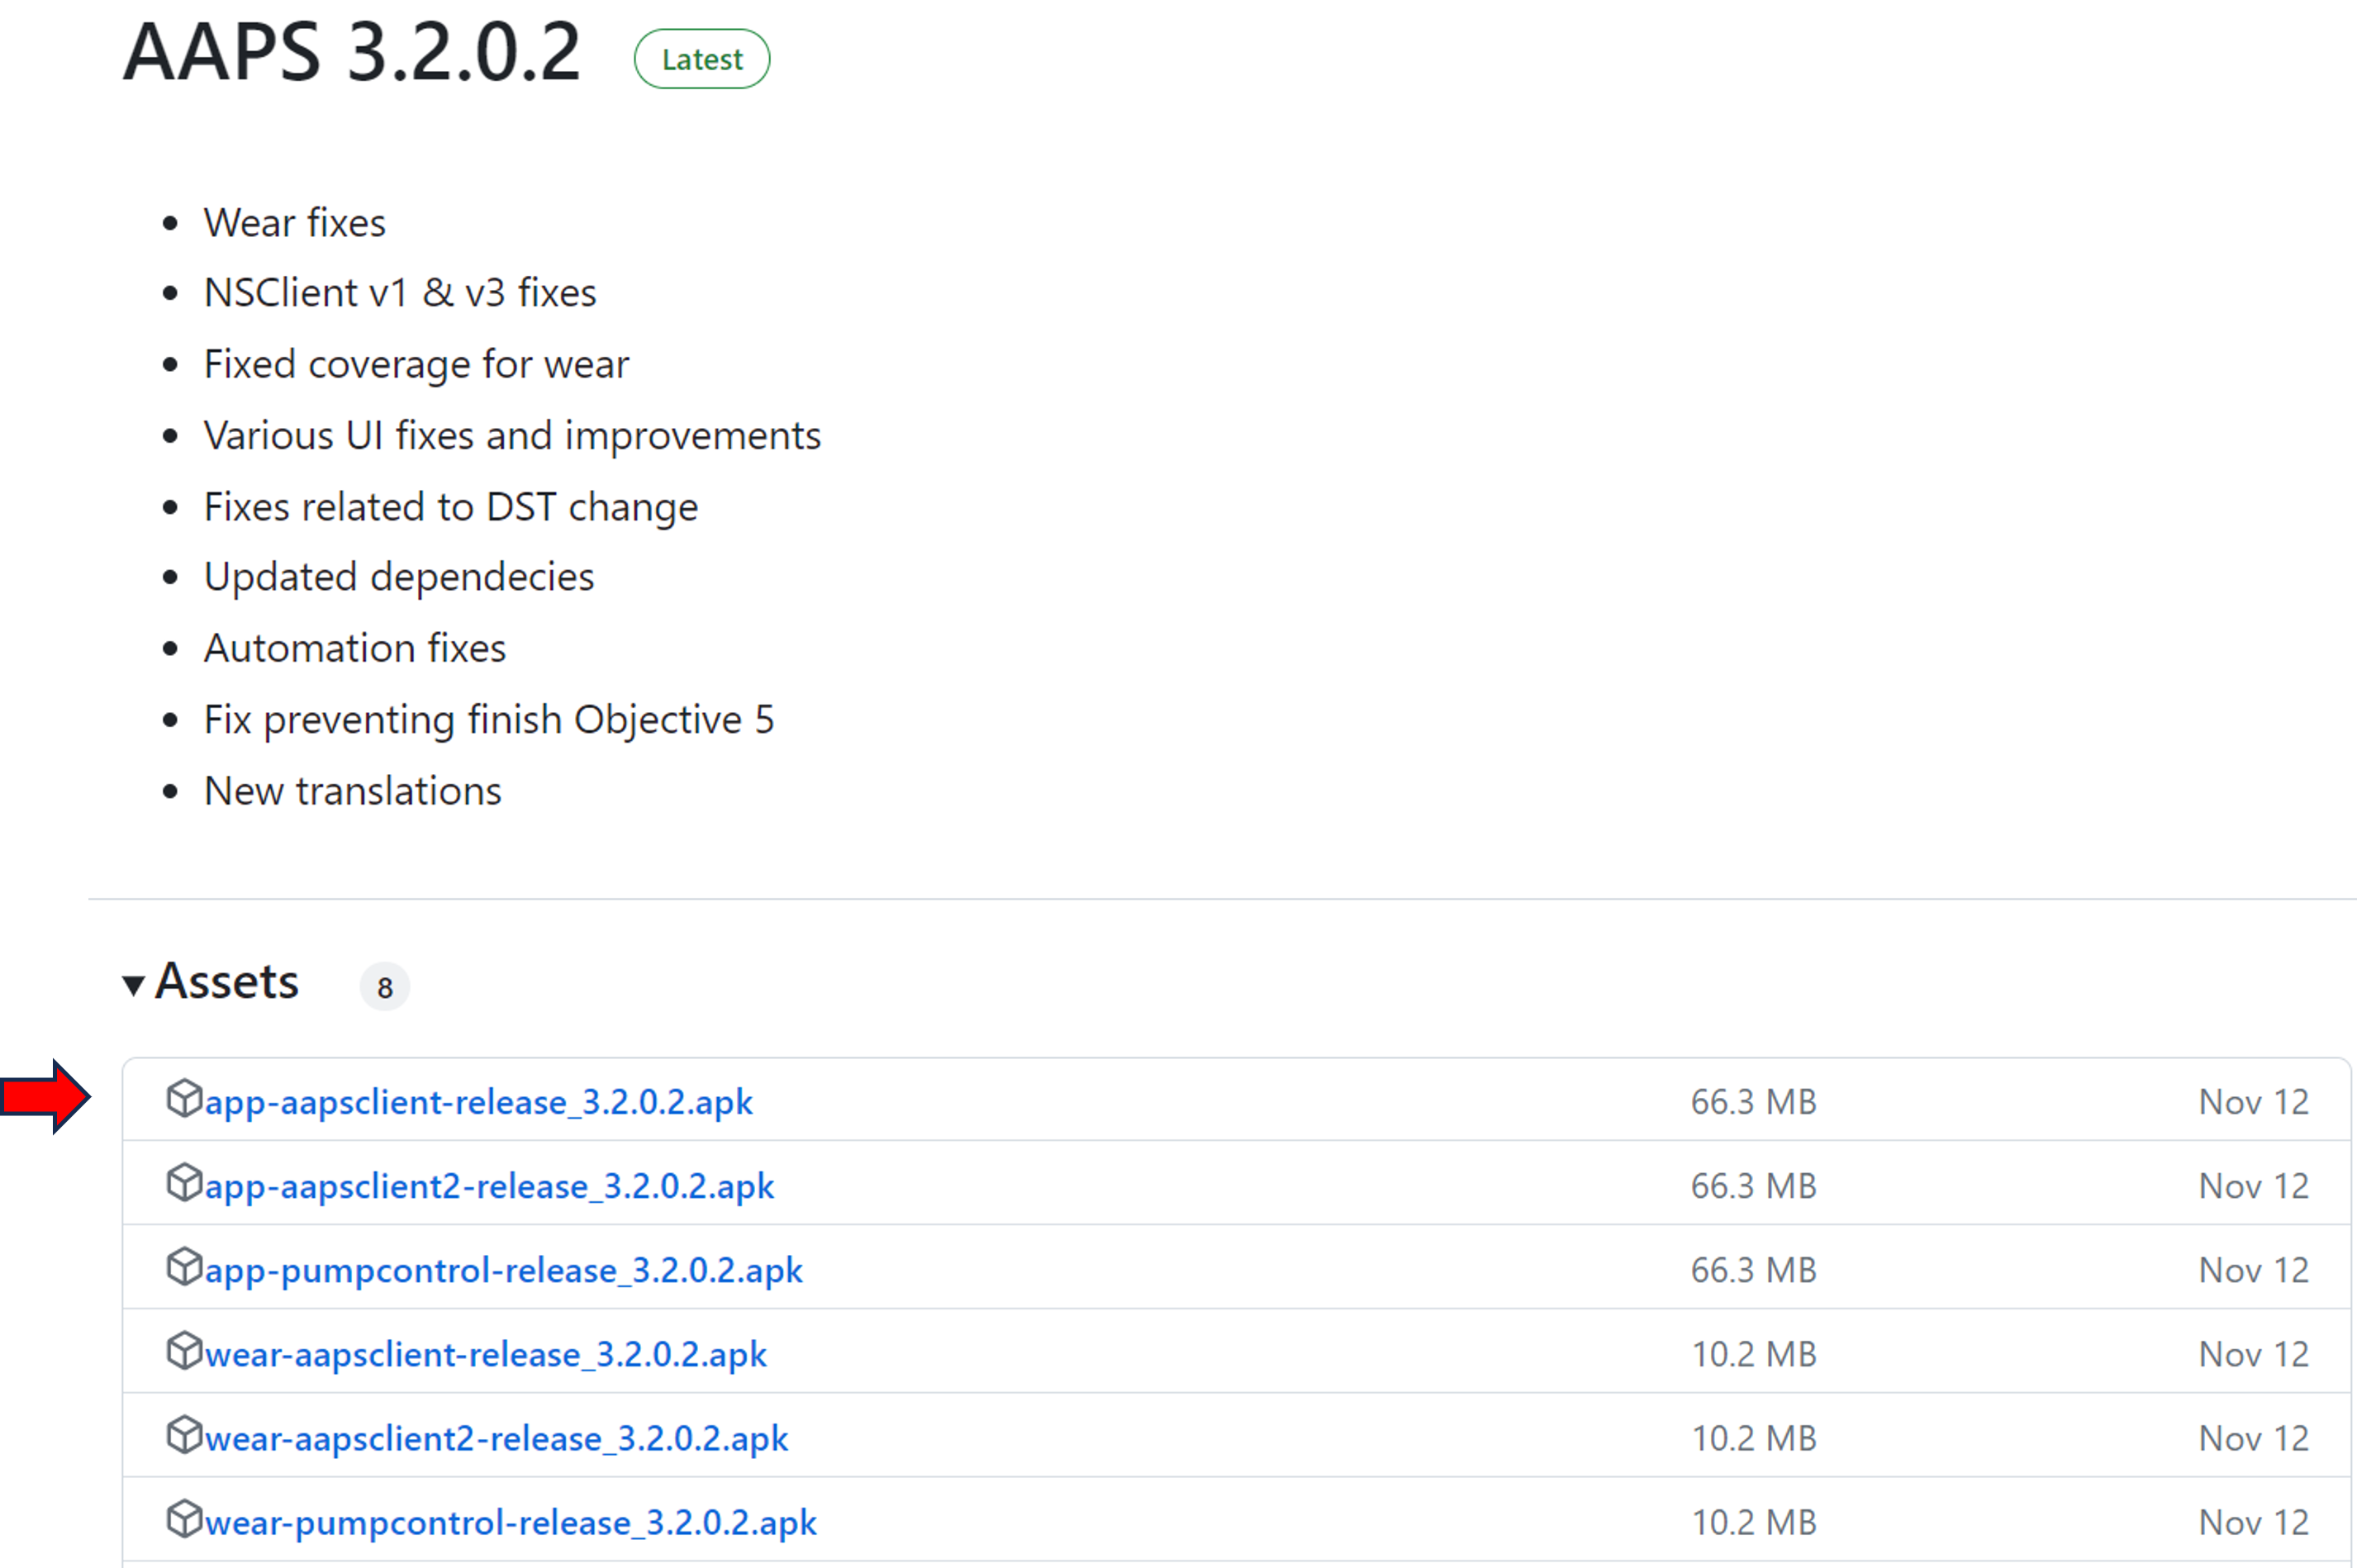 AAPS 3.2.0.2 Latest
Wear fixes
NSClient v1 & v3 fixes
Fixed coverage for wear
Various UI fixes and improvements
Fixes related to DST change
Updated dependecies
Automation fixes
Fix preventing finish Objective 5
New translations
Assets 8
app-aapsclient-release_3.2.0.2.apk 66.3 MB Nov 12
app-aapsclient2-release_3.2.0.2.apk 66.3 MB Nov 12
app-pumpcontrol-release_3.2.0.2.apk 66.3 MB Nov 12
wear-aapsclient-release_3.2.0.2.apk 10.2 MB Nov 12
wear-aapsclient2-release_3.2.0.2.apk 10.2 MB Nov 12
wear-pumpcontrol-release_3.2.0.2.apk 10.2 MB Nov 12